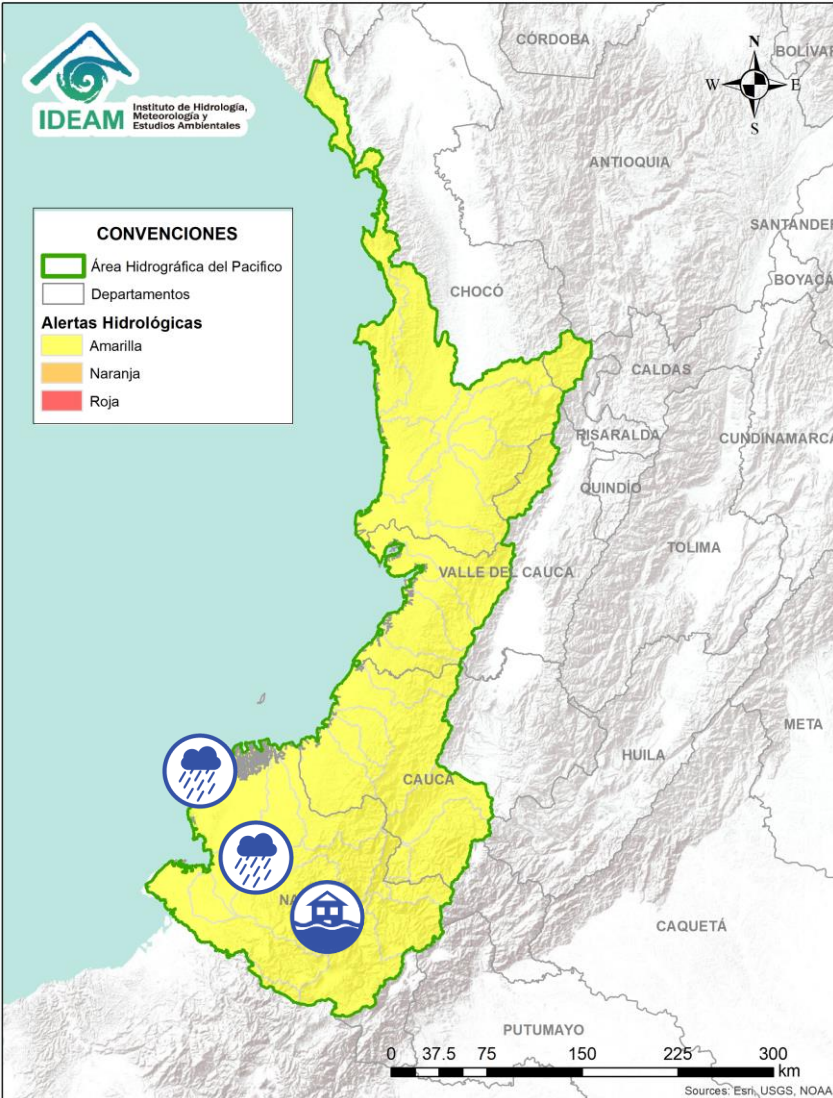 IDEAM
Instituto de Hidrología,
Meteorología y
Estudios Ambientales
CÓRDOBA
BOLÍVAR
N
W
E
S
ANTIOQUIA
SANTANDER
BOYACÁ
CONVENCIONES
Área Hidrográfica del Pacifico
Departamentos
Alertas Hidrológicas
Amarilla
Naranja
Roja
CHOCÓ
CALDAS
RISARALDA
CUNDINAMARCA
QUINDÍO
TOLIMA
VALLE DEL CAUCA
META
HUILA
CAUCA
NA
CAQUETÁ
PUTUMAYO
0 37.5 75 150 225 300
km
Sources: Esri, USGS, NOAA